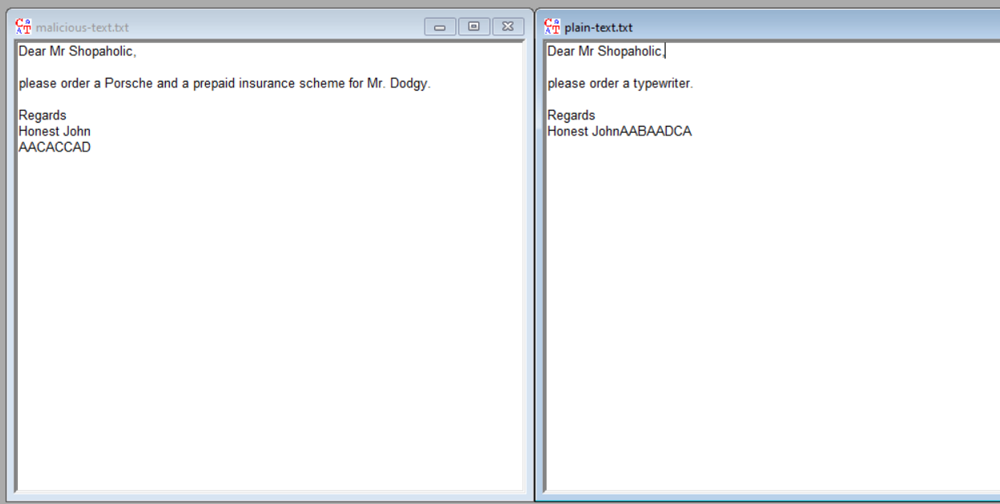 malicious-text.txt
Dear Mr Shopaholic,
please order a Porsche and a prepaid insurance scheme for Mr. Dodgy.
Regards
Honest John
AACACCAD
plain-text.txt
Dear Mr Shopaholic,
please order a typewriter.
Regards
Honest JohnAABAADCA